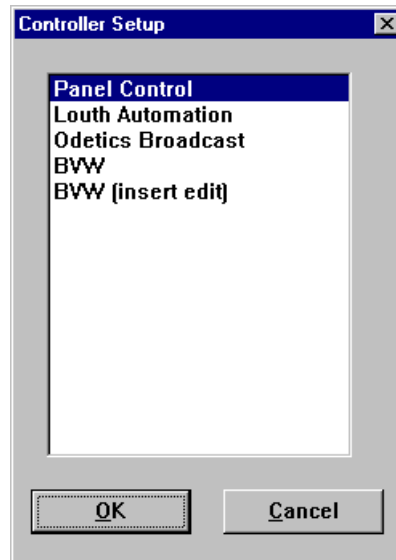 Controller Setup
Panel Control
Louth Automation
Odetics Broadcast
BVW
BVW (insert edit)
OK
Cancel